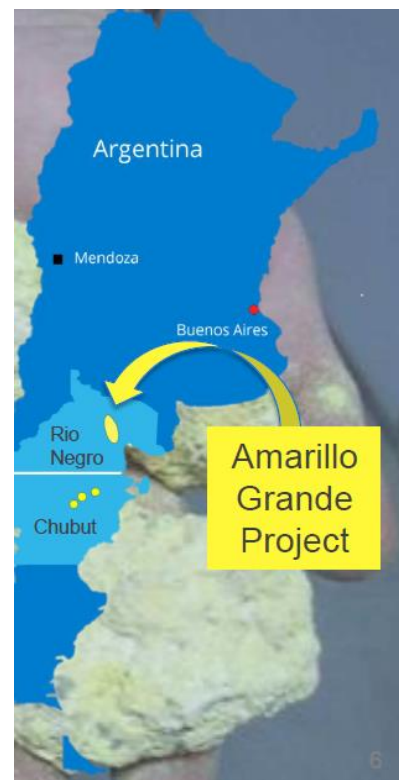 Argentina
Mendoza
Buenos Aires
Rio
Negro
Chubut
Amarillo
Grande
Project
6